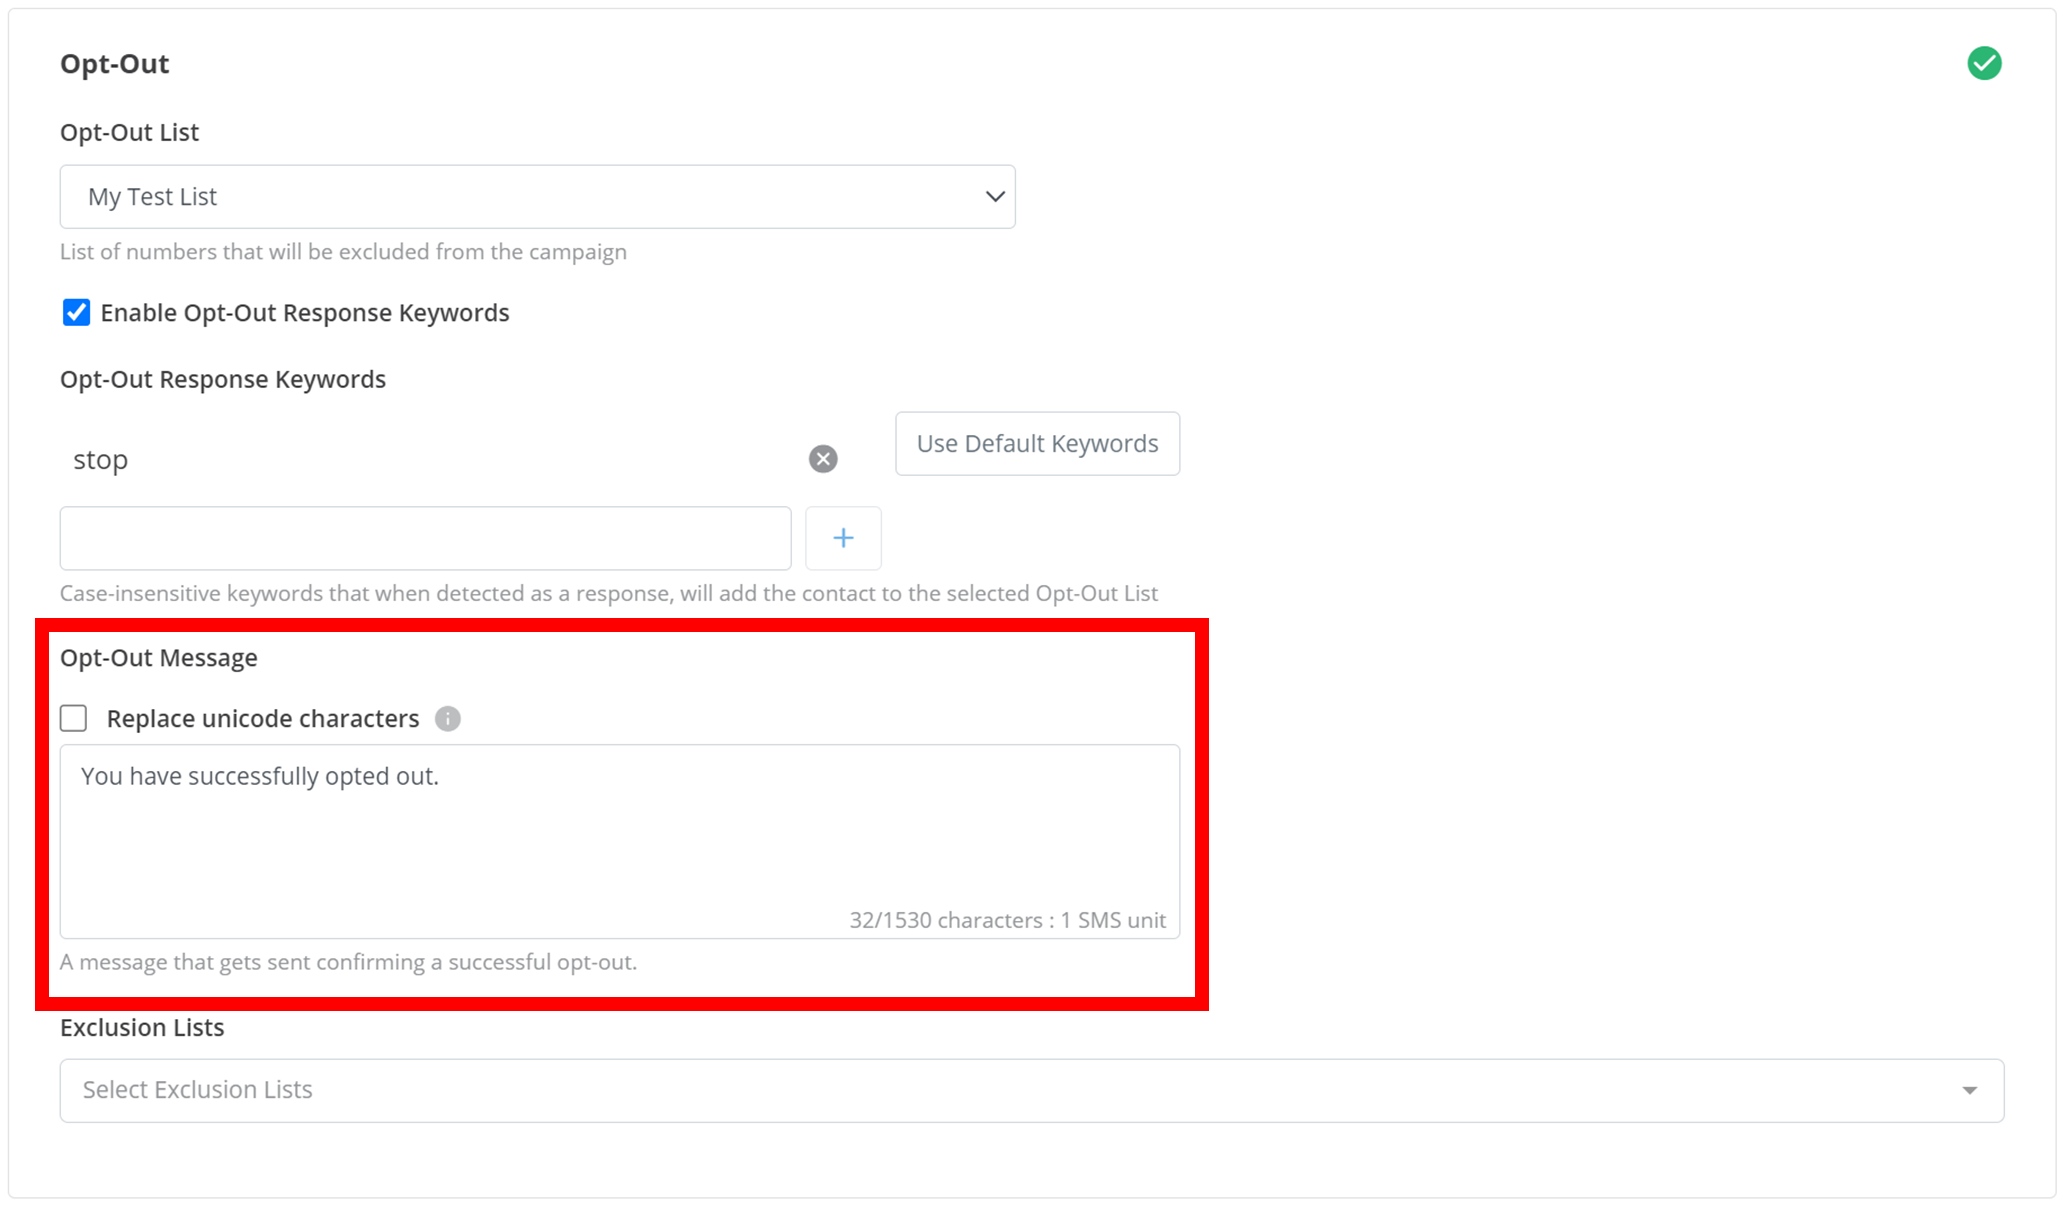 Opt-Out
Opt-Out List
My Test List
List of numbers that will be excluded from the campaign
Enable Opt-Out Response Keywords
Opt-Out Response Keywords
stop
Use Default Keywords
+
Case-insensitive keywords that when detected as a response, will add the contact to the selected Opt-Out List
Opt-Out Message
Replace unicode characters
You have successfully opted out.
32/1530 characters : 1 SMS unit
A message that gets sent confirming a successful opt-out.
Exclusion Lists
Select Exclusion Lists